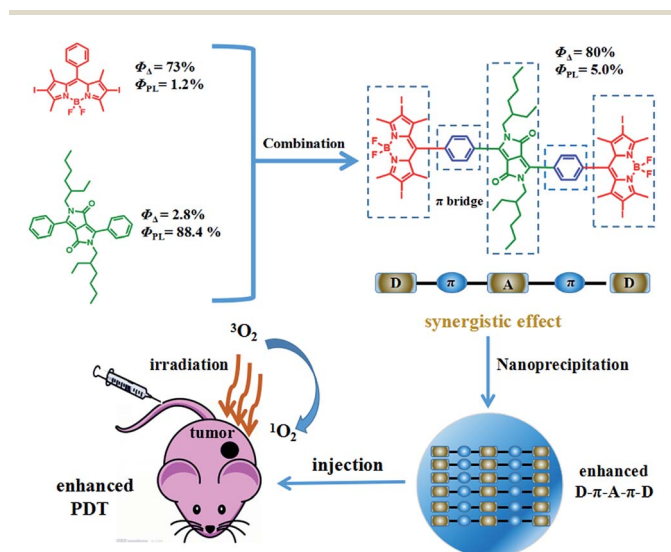 Φ_Δ = 73%
Φ_PL = 1.2%
I
I
N
N
B
F
F
Combination
O
N
N
O
Φ_Δ = 2.8%
Φ_PL = 88.4 %
Φ_Δ = 80%
Φ_PL = 5.0%
I
N
F
B
F
N
I
N
O
O
N
I
N
F
B
F
N
I
π bridge
D
π
A
π
D
synergistic effect
Nanoprecipitation
enhanced
D-π-A-π-D
injection
³O₂
irradiation
¹O₂
tumor
enhanced
PDT